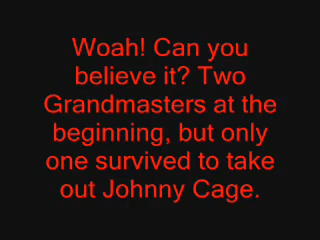 Woah! Can you
believe it? Two
Grandmasters at the
beginning, but only
one survived to take
out Johnny Cage.